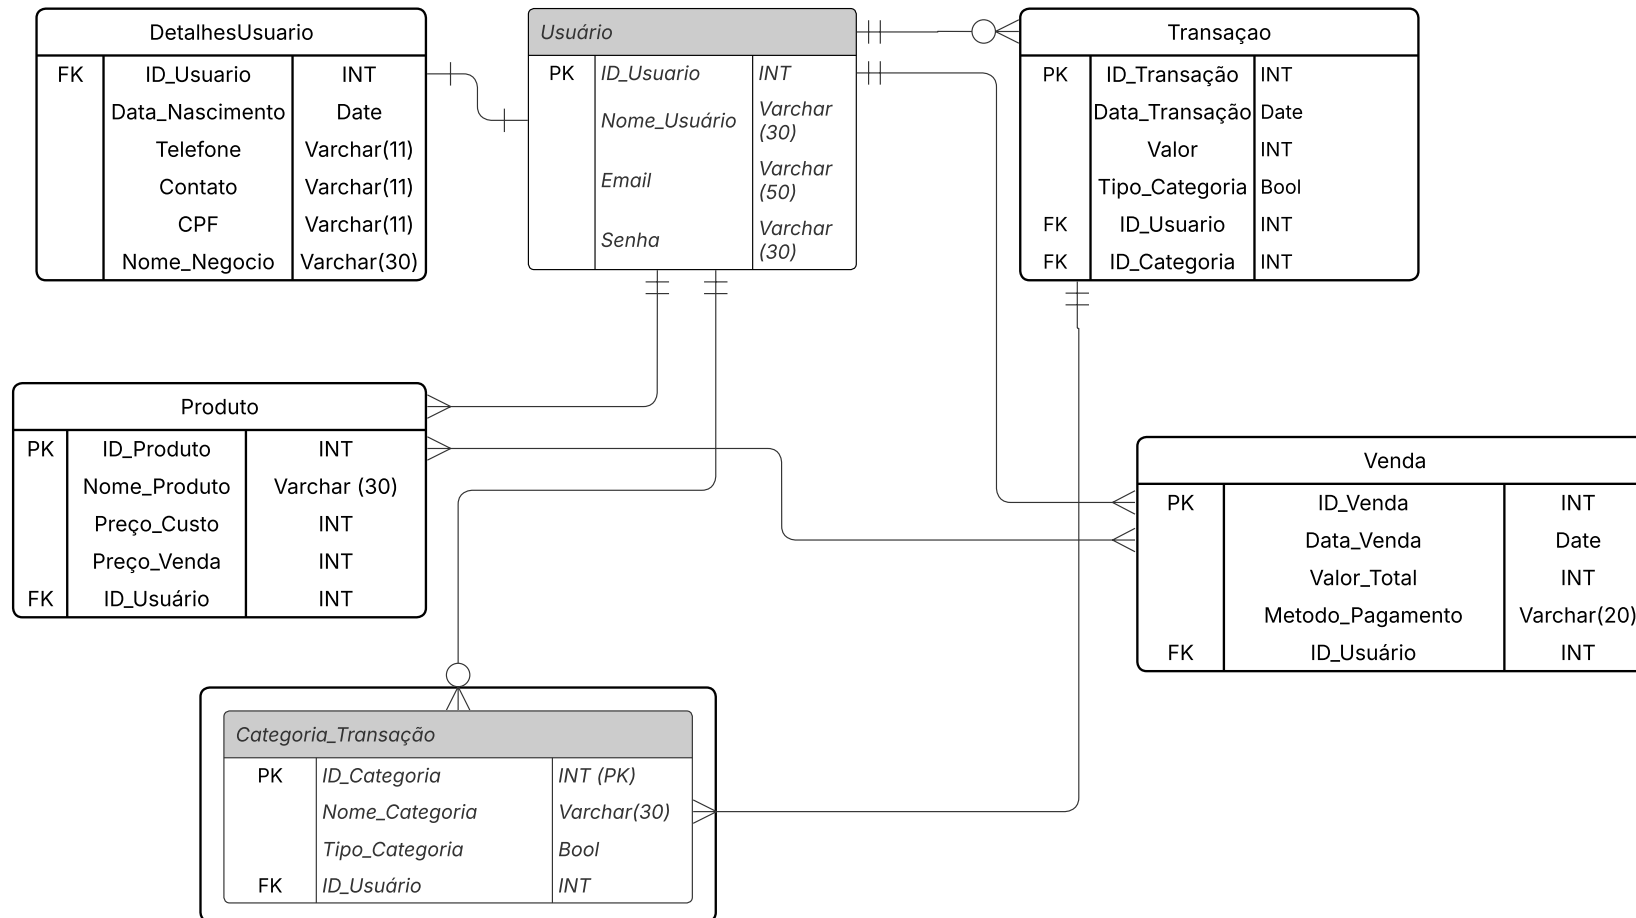 DetalhesUsuario
FK ID_Usuario INT
Data_Nascimento Date
Telefone Varchar(11)
Contato Varchar(11)
CPF Varchar(11)
Nome_Negocio Varchar(30)
Usuário
PK ID_Usuario INT
Nome_Usuário Varchar
(30)
Email Varchar
(50)
Senha Varchar
(30)
Transaçao
PK ID_Transação INT
Data_Transação Date
Valor INT
Tipo_Categoria Bool
FK ID_Usuario INT
FK ID_Categoria INT
Produto
PK ID_Produto INT
Nome_Produto Varchar (30)
Preço_Custo INT
Preço_Venda INT
FK ID_Usuário INT
Venda
PK ID_Venda INT
Data_Venda Date
Valor_Total INT
Metodo_Pagamento Varchar(20)
FK ID_Usuário INT
Categoria_Transação
PK ID_Categoria INT (PK)
Nome_Categoria Varchar(30)
Tipo_Categoria Bool
FK ID_Usuário INT